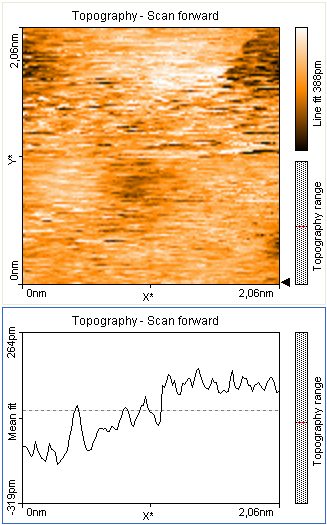 Topography - Scan forward
2,06nm
Y*
0nm
0nm
X*
2,06nm
Line fit 388pm
Topography range
Topography - Scan forward
264pm
Mean fit
-319pm
0nm
X*
2,06nm
Topography range